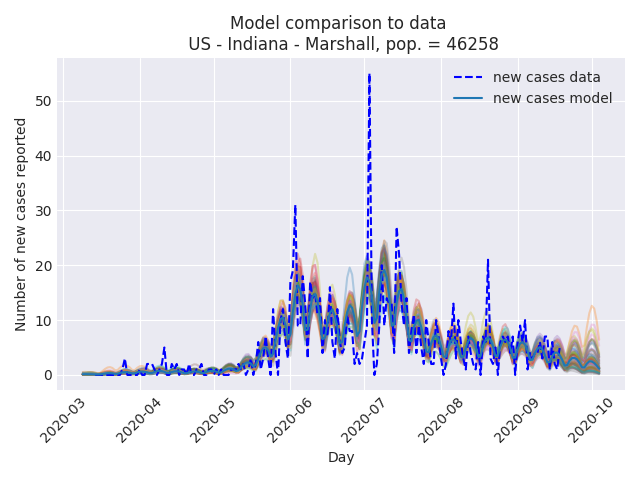 Model comparison to data
US - Indiana - Marshall, pop. = 46258
new cases data
new cases model
Number of new cases reported
50
40
30
20
10
0
2020-03
2020-04
2020-05
2020-06
2020-07
2020-08
2020-09
2020-10
Day